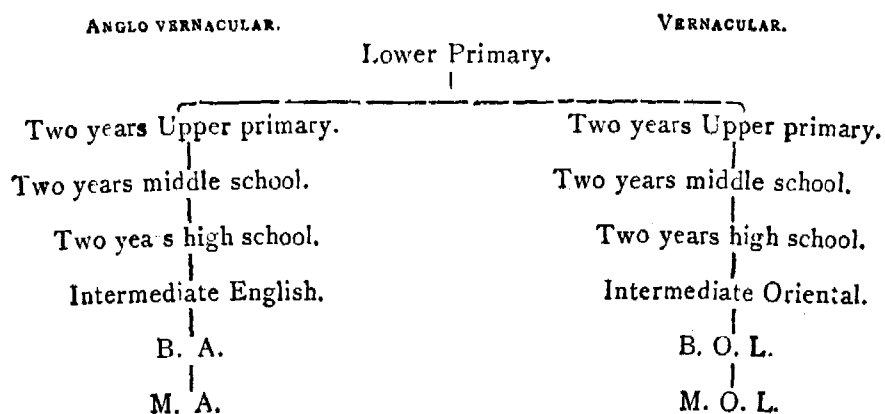 ANGLO VERNACULAR. VERNACULAR.
Lower Primary.
Two years Upper primary. Two years Upper primary.
Two years middle school. Two years middle school.
Two yea s high school. Two years high school.
Intermediate English. Intermediate Oriental.
B. A. B. O. L.
M. A. M. O. L.